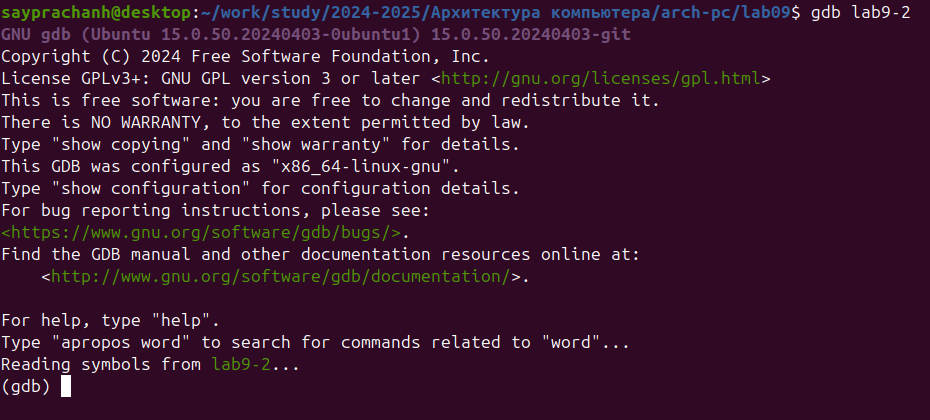 sayprachanh@desktop:~/work/study/2024-2025/Архитектура компьютера/arch-pc/lab09$ gdb lab9-2
GNU gdb (Ubuntu 15.0.50.20240403-0ubuntu1) 15.0.50.20240403-git
Copyright (C) 2024 Free Software Foundation, Inc.
License GPLv3+: GNU GPL version 3 or later <http://gnu.org/licenses/gpl.html>
This is free software: you are free to change and redistribute it.
There is NO WARRANTY, to the extent permitted by law.
Type "show copying" and "show warranty" for details.
This GDB was configured as "x86_64-linux-gnu".
Type "show configuration" for configuration details.
For bug reporting instructions, please see:
<https://www.gnu.org/software/gdb/bugs/>.
Find the GDB manual and other documentation resources online at:
    <http://www.gnu.org/software/gdb/documentation/>.

For help, type "help".
Type "apropos word" to search for commands related to "word"...
Reading symbols from lab9-2...
(gdb)